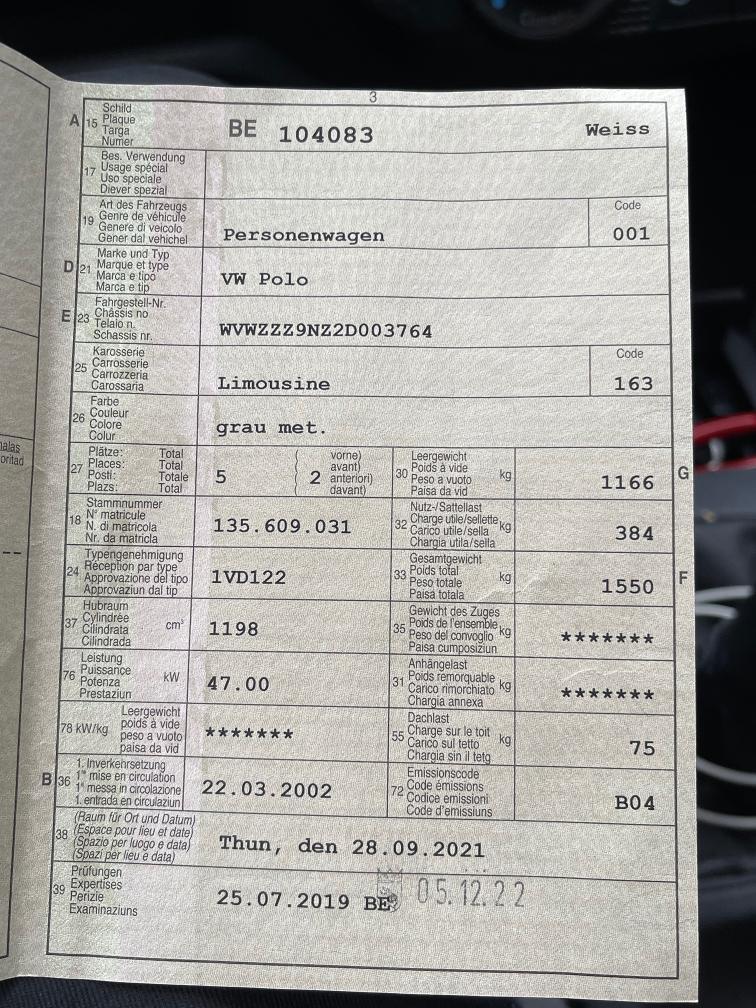 3
A 15 Schild
Plaque
Targa
Numer
BE 104083 Weiss
17 Bes. Verwendung
Usage spécial
Uso speciale
Diever spezial
19 Art des Fahrzeugs
Genre de véhicule
Genere di veicolo
Gener dal vehichel
Personenwagen
Code
001
D 21 Marke und Typ
Marque et type
Marca e tipo
Marca e tip
VW Polo
E 23 Fahrgestell-Nr.
Châssis no
Telaio n.
Schassis nr.
WVWZZZ9NZ2D003764
25 Karosserie
Carrosserie
Carrozzeria
Carossaria
Limousine
Code
163
26 Farbe
Couleur
Colore
Colur
grau met.
27 Plätze: Total
Places: Total
Posti: Totale
Plazs: Total
5
2 vorne)
avant)
anteriori)
davant)
30 Leergewicht
Poids à vide
Peso a vuoto
Paisa da vid
kg
1166
G
18 Stammnummer
N° matricule
N. di matricola
Nr. da matricla
135.609.031
32 Nutz-/Sattellast
Charge utile/sellette
Carico utile/sella
Chargia utila/sella
kg
384
24 Typengenehmigung
Réception par type
Approvazione del tipo
Approvaziun dal tip
1VD122
33 Gesamtgewicht
Poids total
Peso totale
Paisa totala
kg
1550
F
37 Hubraum
Cylindrée
Cilindrata
Cilindrada
cm³
1198
35 Gewicht des Zuges
Poids de l'ensemble
Peso del convoglio
Paisa cumposiziun
kg
*******
76 Leistung
Puissance
Potenza
Prestaziun
kW
47.00
31 Anhängelast
Poids remorquable
Carico rimorchiato
Chargia annexa
kg
*******
78 kW/kg Leergewicht
poids à vide
peso a vuoto
paisa da vid
*******
55 Dachlast
Charge sur le toit
Carico sul tetto
Chargia sin il tetg
kg
75
B 36 1. Inverkehrsetzung
1re mise en circulation
1a messa in circolazione
1. entrada en circulaziun
22.03.2002
72 Emissionscode
Code émissions
Codice emissioni
Code d'emissiuns
B04
38 (Raum für Ort und Datum)
(Espace pour lieu et date)
(Spazio per luogo e data)
(Spazi per lieu e data)
Thun, den 28.09.2021
39 Prüfungen
Expertises
Perizie
Examinaziuns
25.07.2019 BE 05.12.22